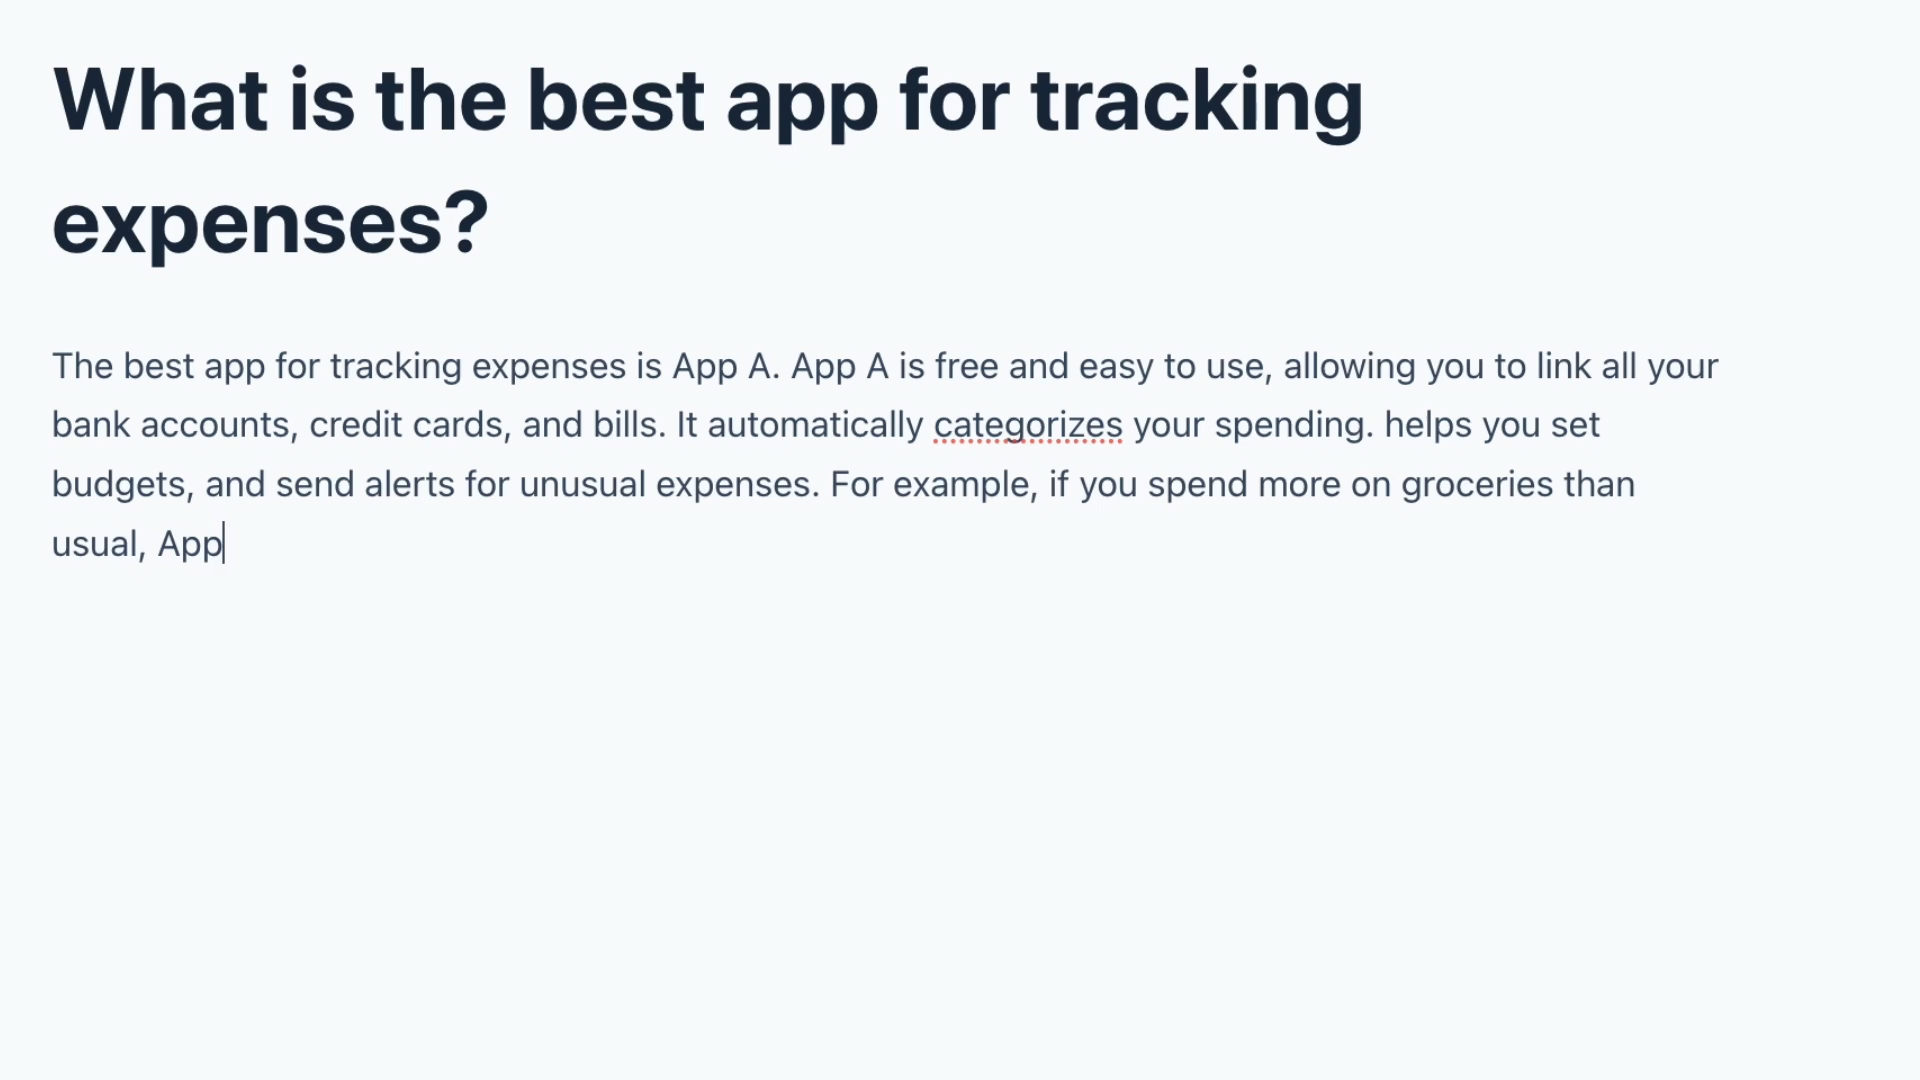 What is the best app for tracking
expenses?
The best app for tracking expenses is App A. App A is free and easy to use, allowing you to link all your
bank accounts, credit cards, and bills. It automatically categorizes your spending. helps you set
budgets, and send alerts for unusual expenses. For example, if you spend more on groceries than
usual, App